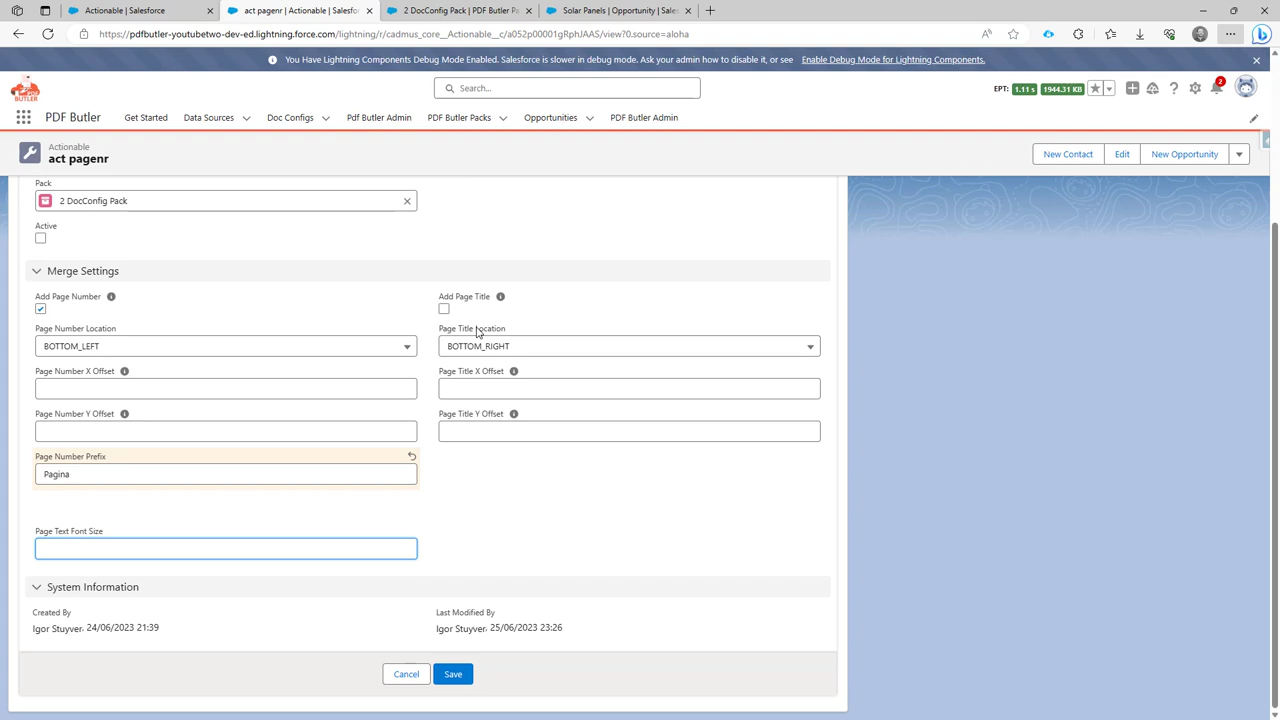 Actionable | Salesforce
act pagenr | Actionable | Salesfor
2 DocConfig Pack | PDF Butler Pa
Solar Panels | Opportunity | Sales
https://pdfbutler-youtubetwo-dev-ed.lightning.force.com/lightning/r/cadmus_core__Actionable__c/a052p00001gRphJAAS/view?0.source=aloha
You Have Lightning Components Debug Mode Enabled. Salesforce is slower in debug mode. Ask your admin how to disable it, or see Enable Debug Mode for Lightning Components.
PDF BUTLER
Search...
EPT: 1.11 s 1944.31 KB
2
PDF Butler
Get Started
Data Sources
Doc Configs
Pdf Butler Admin
PDF Butler Packs
Opportunities
PDF Butler Admin
Actionable
act pagenr
New Contact
Edit
New Opportunity
Pack
2 DocConfig Pack
Active
Merge Settings
Add Page Number
Add Page Title
Page Number Location
Page Title Location
BOTTOM_LEFT
BOTTOM_RIGHT
Page Number X Offset
Page Title X Offset
Page Number Y Offset
Page Title Y Offset
Page Number Prefix
Pagina
Page Text Font Size
System Information
Created By
Last Modified By
Igor Stuyver, 24/06/2023 21:39
Igor Stuyver, 25/06/2023 23:26
Cancel
Save